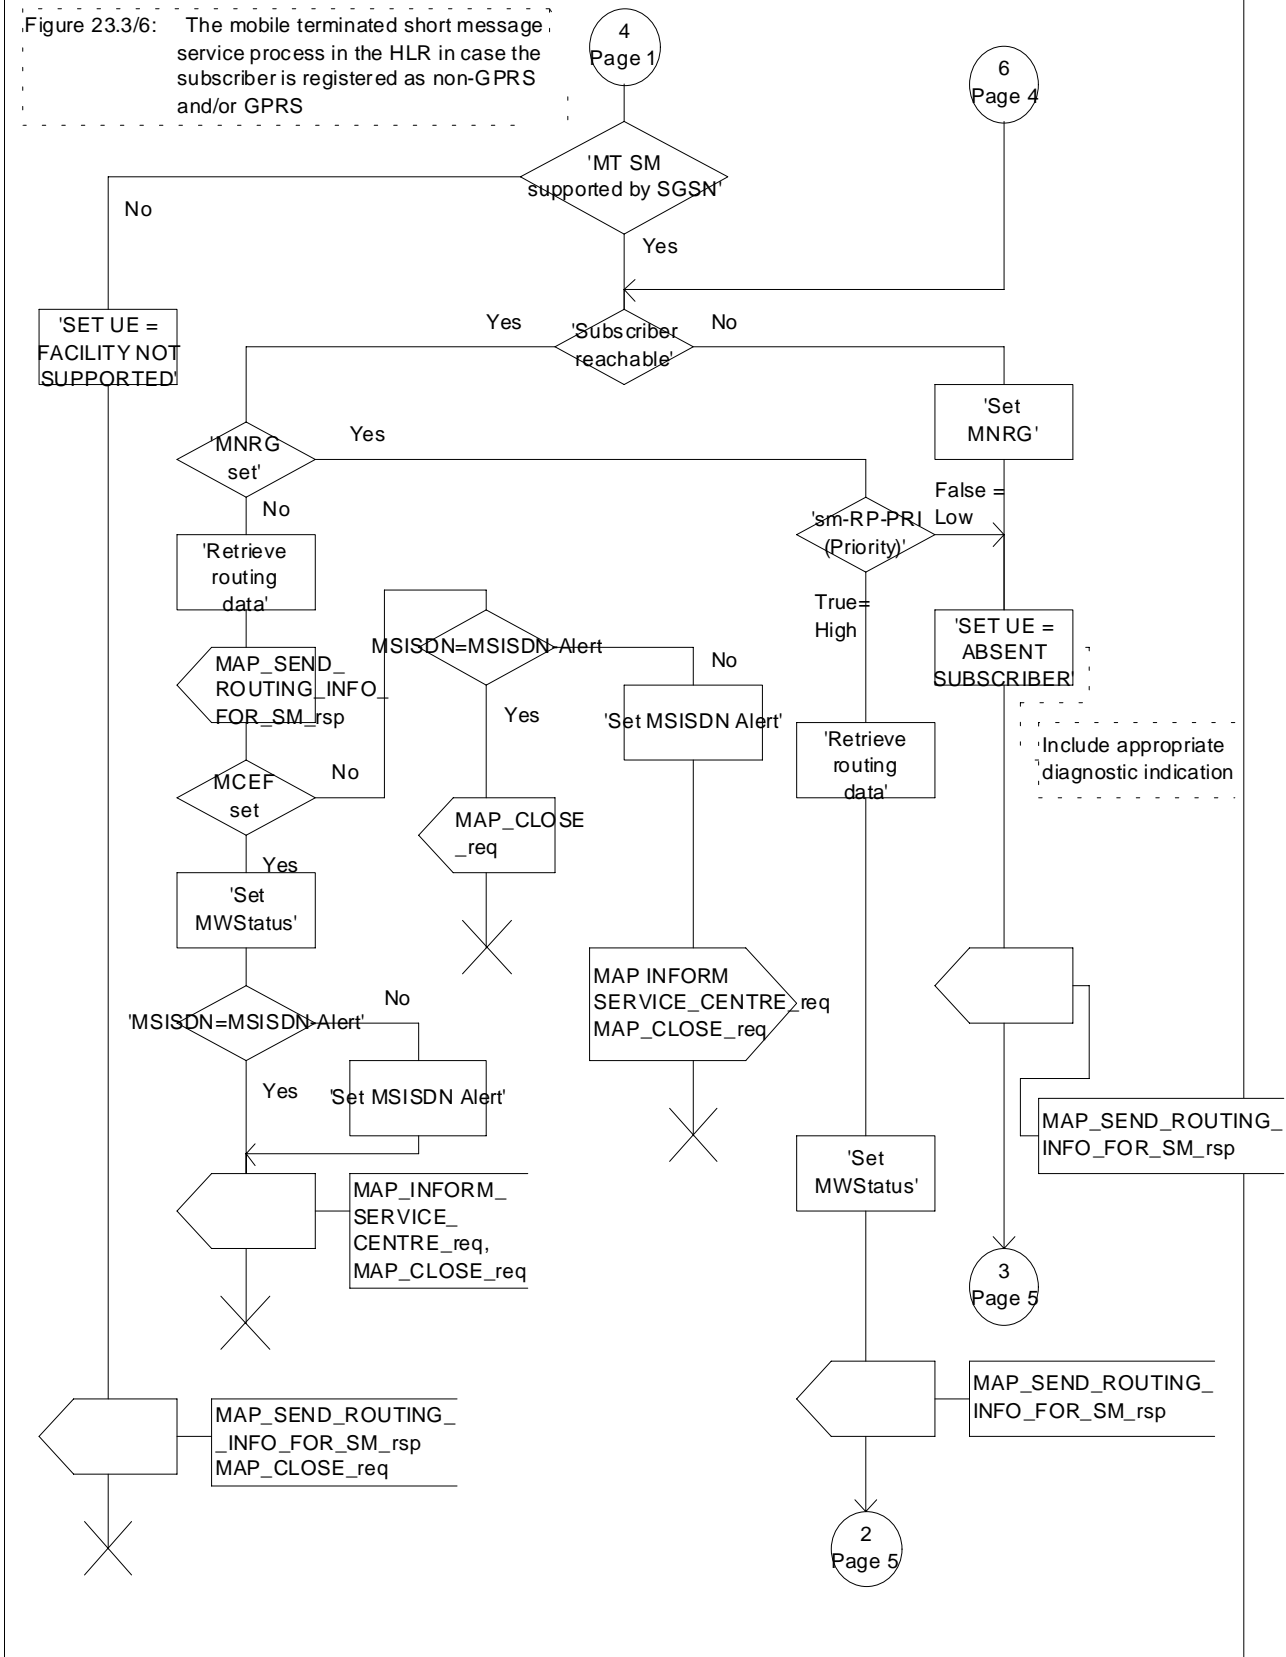 Figure 23.3/6: The mobile terminated short message
service process in the HLR in case the
subscriber is registered as non-GPRS
and/or GPRS
4
Page 1
6
Page 4
'MT SM
supported by SGSN'
No
Yes
'SET UE =
FACILITY NOT
SUPPORTED'
Yes
'Subscriber
reachable'
No
'Set
MNRG'
'MNRG
set'
Yes
No
False =
Low
'sm-RP-PRI
(Priority)'
True=
High
'Retrieve
routing
data'
MSISDN=MSISDN-Alert
No
Yes
'SET UE =
ABSENT
SUBSCRIBER'
MAP_SEND_
ROUTING_INFO_
FOR_SM_rsp
'Set MSISDN Alert'
'Retrieve
routing
data'
Include appropriate
diagnostic indication
MCEF
set
No
Yes
MAP_CLOSE
_req
'Set
MWStatus'
MAP INFORM
SERVICE_CENTRE_req
MAP_CLOSE_req
'MSISDN=MSISDN-Alert'
No
Yes
'Set MSISDN Alert'
MAP_SEND_ROUTING_
INFO_FOR_SM_rsp
'Set
MWStatus'
MAP_INFORM_
SERVICE_
CENTRE_req,
MAP_CLOSE_req
3
Page 5
MAP_SEND_ROUTING_
INFO_FOR_SM_rsp
MAP_SEND_ROUTING_
_INFO_FOR_SM_rsp
MAP_CLOSE_req
2
Page 5